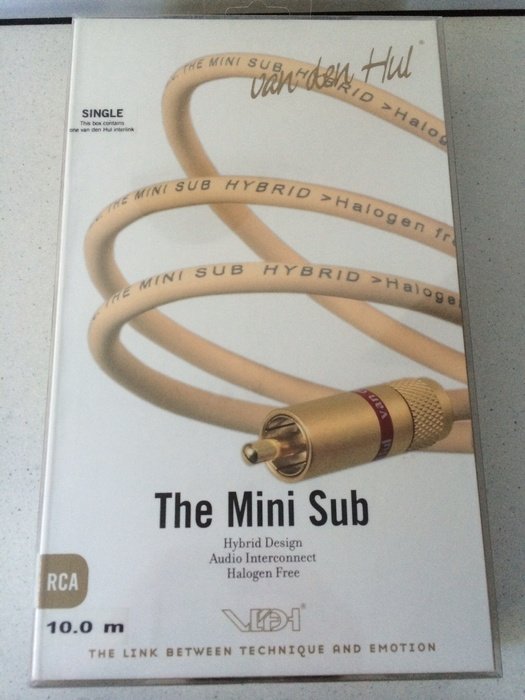 van den Hul®
THE MINI SUB HYBRID >Halog
SINGLE
This box contains
one van den Hul interlink
THE MINI SUB HYBRID >Halogen fr
THE MINI SUB HYBRID >Haloge
van
The Mini Sub
Hybrid Design
Audio Interconnect
Halogen Free
RCA
10.0 m
VDH®
THE LINK BETWEEN TECHNIQUE AND EMOTION